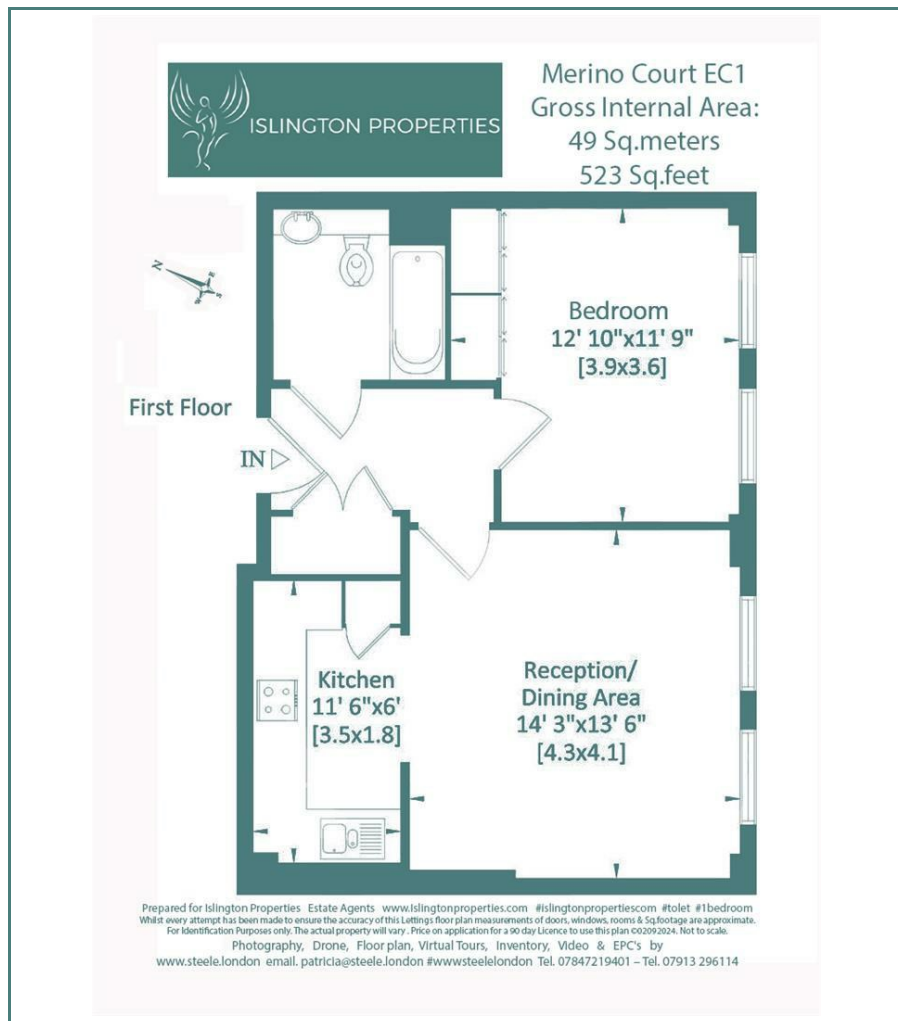 ISLINGTON PROPERTIES
Merino Court EC1
Gross Internal Area:
49 Sq.meters
523 Sq.feet
N
Bedroom
12' 10"x11' 9"
[3.9x3.6]
First Floor
IN
Kitchen
11' 6"x6'
[3.5x1.8]
Reception/
Dining Area
14' 3"x13' 6"
[4.3x4.1]
Prepared for Islington Properties Estate Agents www.Islingtonproperties.com #islingtonpropertiescom #tolet #1bedroom
Whilst every attempt has been made to ensure the accuracy of this Lettings floor plan measurements of doors, windows, rooms & Sq.footage are approximate.
For Identification Purposes only. The actual property will vary . Price on application for a 90 day Licence to use this plan ©02092024. Not to scale.
Photography, Drone, Floor plan, Virtual Tours, Inventory, Video & EPC's by
www.steele.london email. patricia@steele.london #wwwsteelelondon Tel. 07847219401 – Tel. 07913 296114